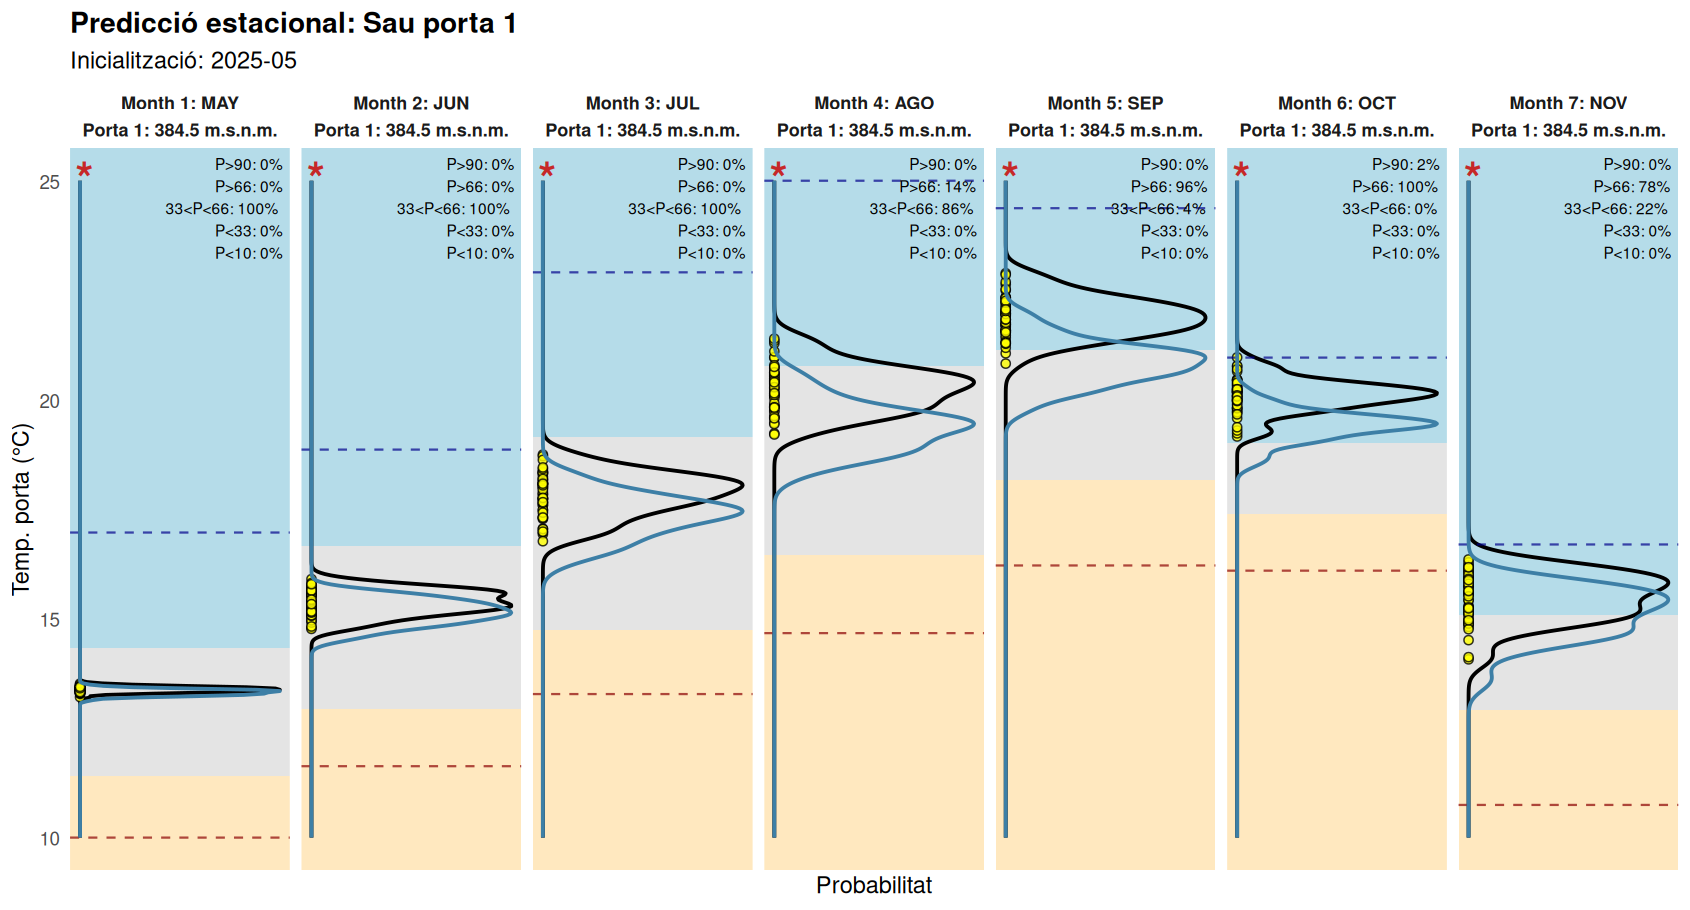 Predicció estacional: Sau porta 1
Inicialització: 2025-05
Month 1: MAY
Porta 1: 384.5 m.s.n.m.
Month 2: JUN
Porta 1: 384.5 m.s.n.m.
Month 3: JUL
Porta 1: 384.5 m.s.n.m.
Month 4: AGO
Porta 1: 384.5 m.s.n.m.
Month 5: SEP
Porta 1: 384.5 m.s.n.m.
Month 6: OCT
Porta 1: 384.5 m.s.n.m.
Month 7: NOV
Porta 1: 384.5 m.s.n.m.
*
P>90: 0%
P>66: 0%
33<P<66: 100%
P<33: 0%
P<10: 0%
*
P>90: 0%
P>66: 0%
33<P<66: 100%
P<33: 0%
P<10: 0%
*
P>90: 0%
P>66: 0%
33<P<66: 100%
P<33: 0%
P<10: 0%
*
P>90: 0%
P>66: 14%
33<P<66: 86%
P<33: 0%
P<10: 0%
*
P>90: 0%
P>66: 96%
33<P<66: 4%
P<33: 0%
P<10: 0%
*
P>90: 2%
P>66: 100%
33<P<66: 0%
P<33: 0%
P<10: 0%
*
P>90: 0%
P>66: 78%
33<P<66: 22%
P<33: 0%
P<10: 0%
25
20
15
10
Temp. porta (°C)
Probabilitat